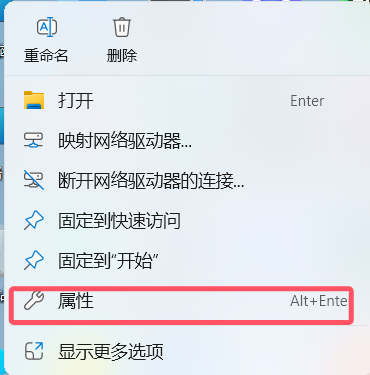 重命名 删除
打开 Enter
映射网络驱动器...
断开网络驱动器的连接...
固定到快速访问
固定到"开始"
属性 Alt+Ente
显示更多选项